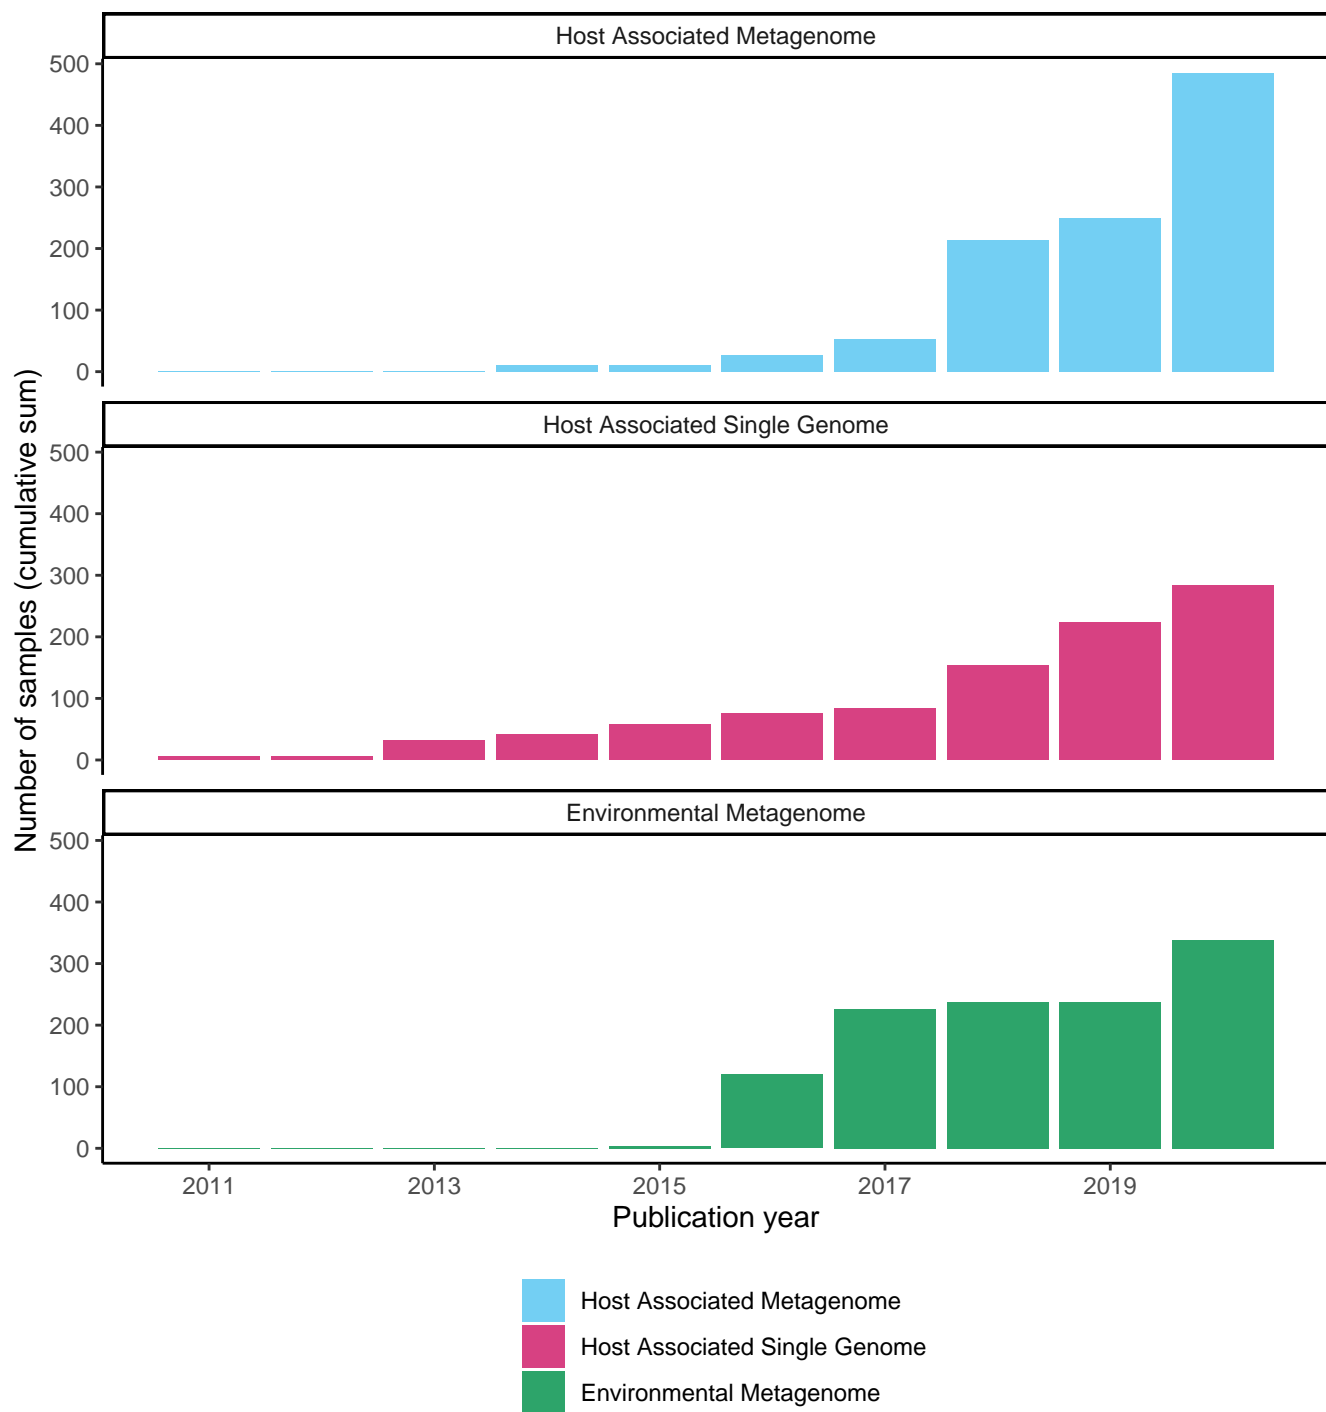 Host Associated Metagenome
500
400
300
200
100
0
Host Associated Single Genome
500
400
300
200
100
0
Environmental Metagenome
500
400
300
200
100
0
Number of samples (cumulative sum)
2011 2013 2015 2017 2019
Publication year
Host Associated Metagenome
Host Associated Single Genome
Environmental Metagenome